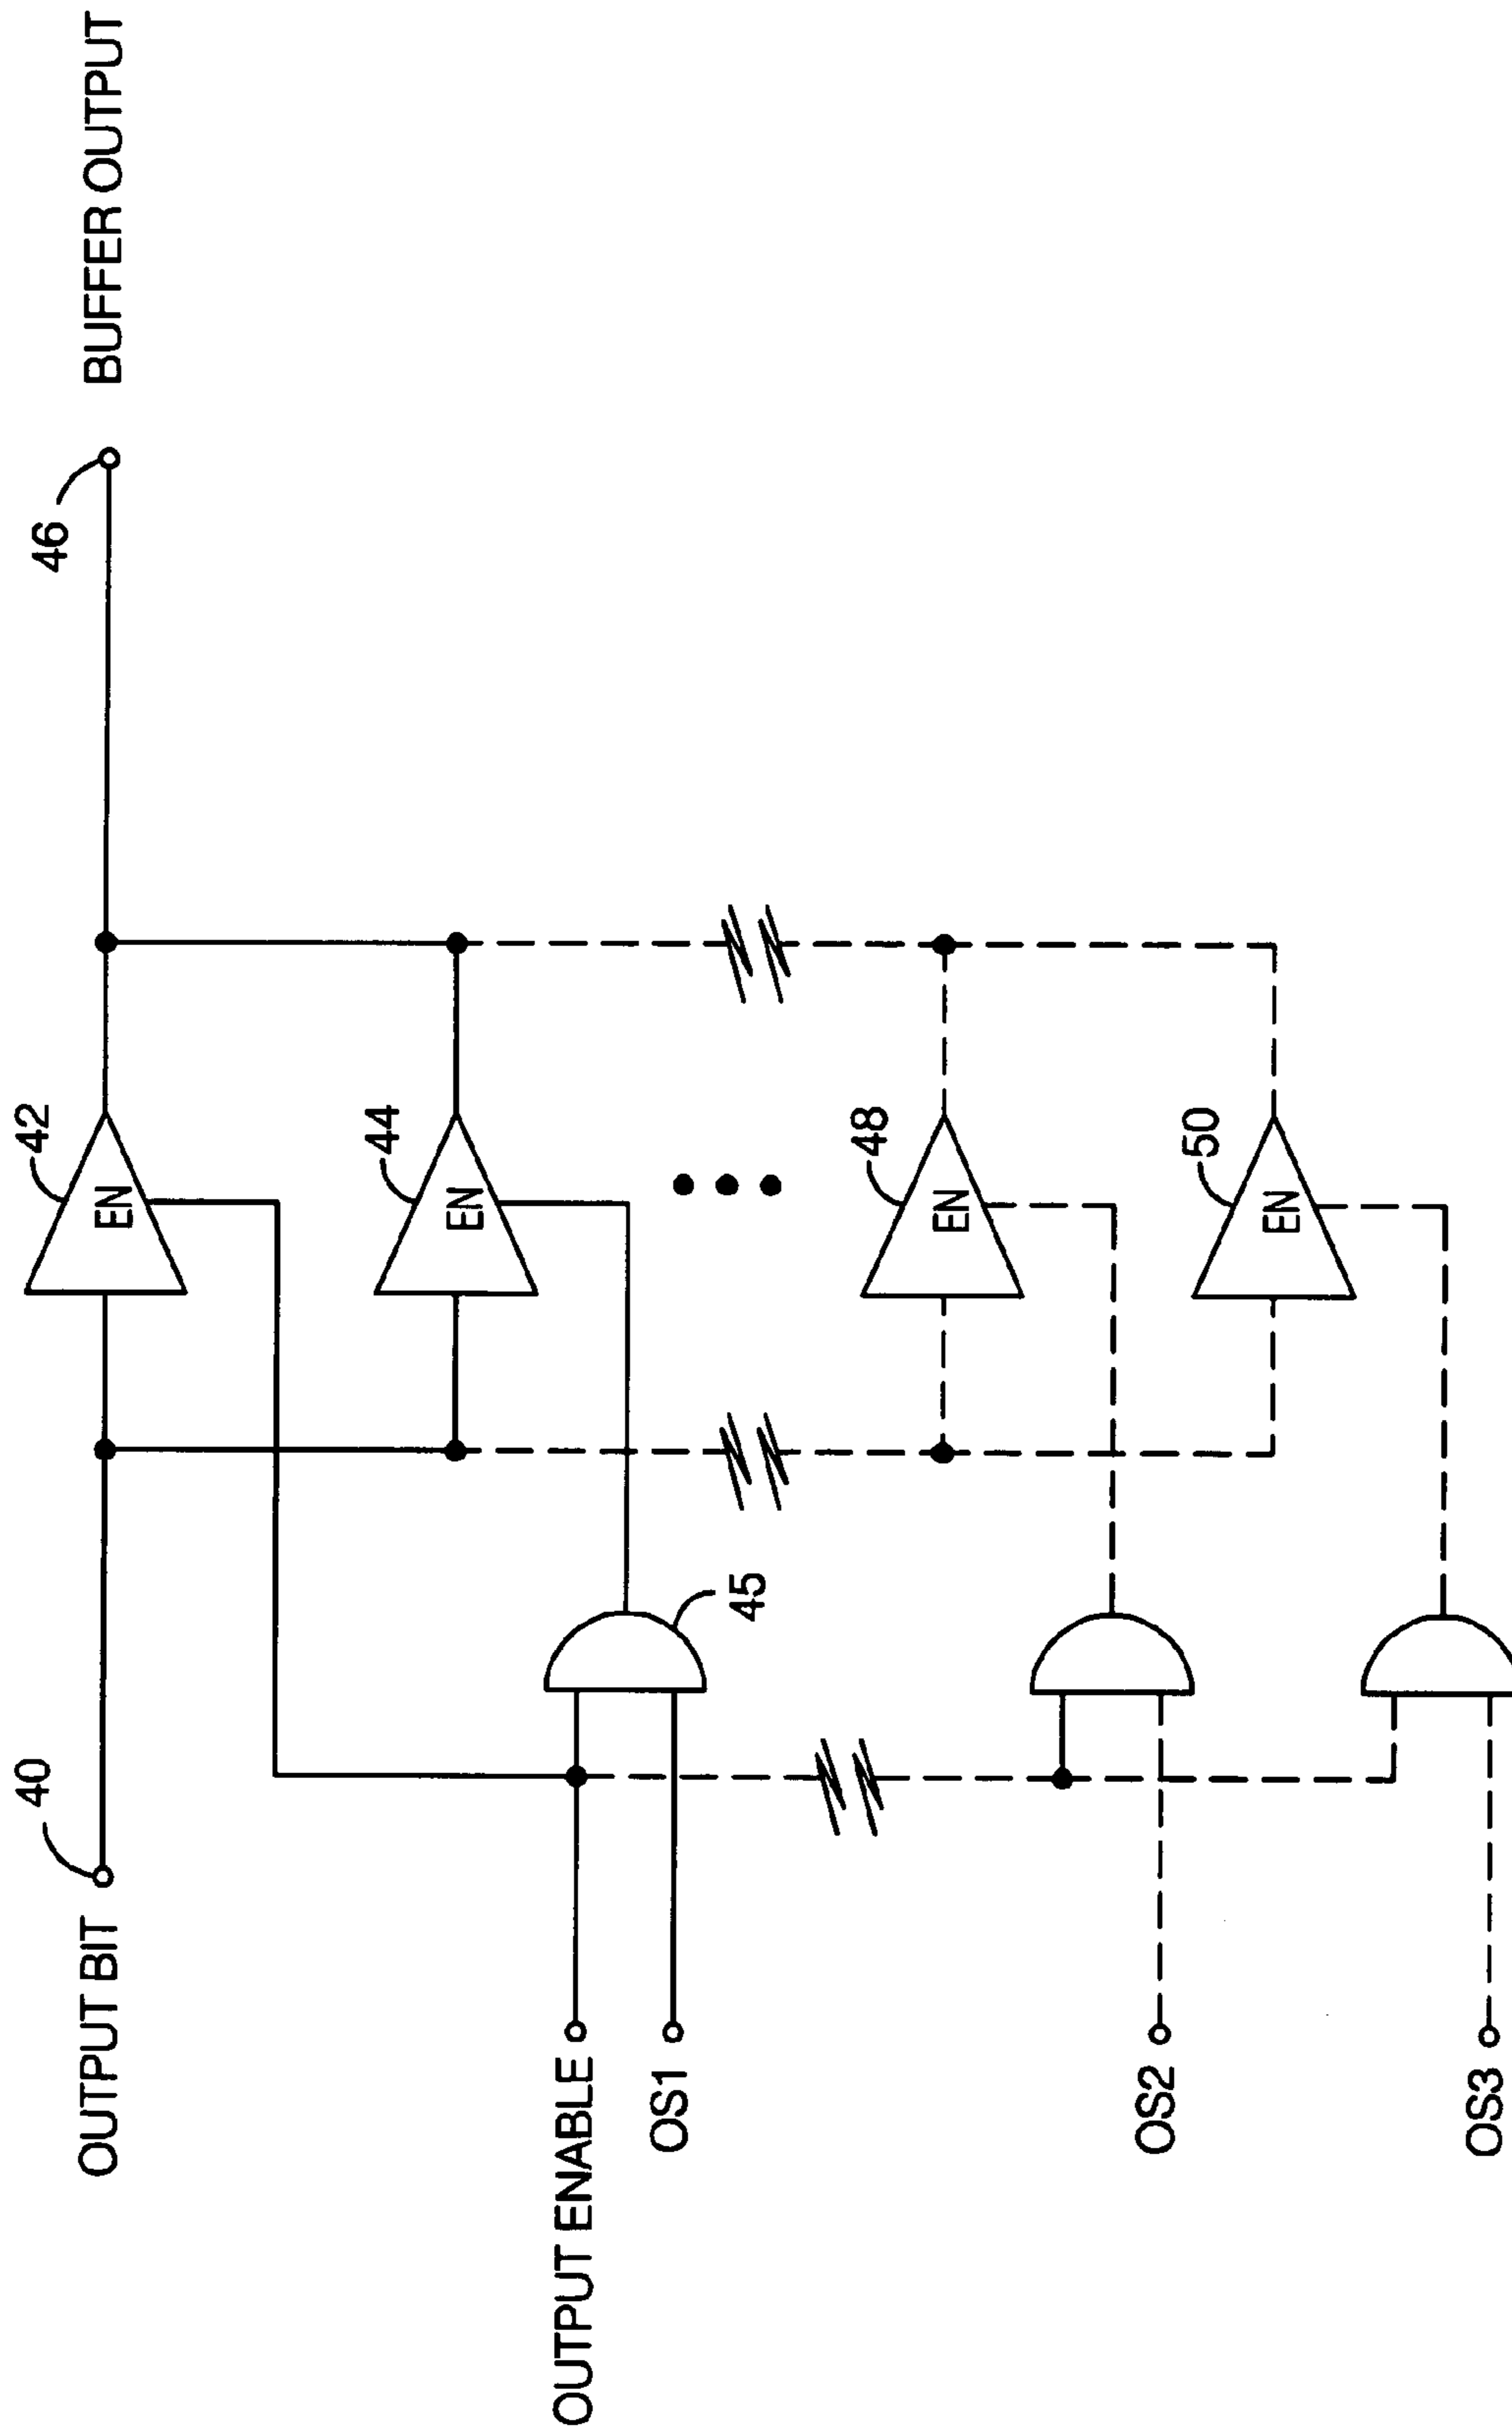 40
OUTPUT BIT
42
EN
46
BUFFER OUTPUT
44
EN
OUTPUT ENABLE
OS1
45
48
EN
OS2
50
EN
OS3